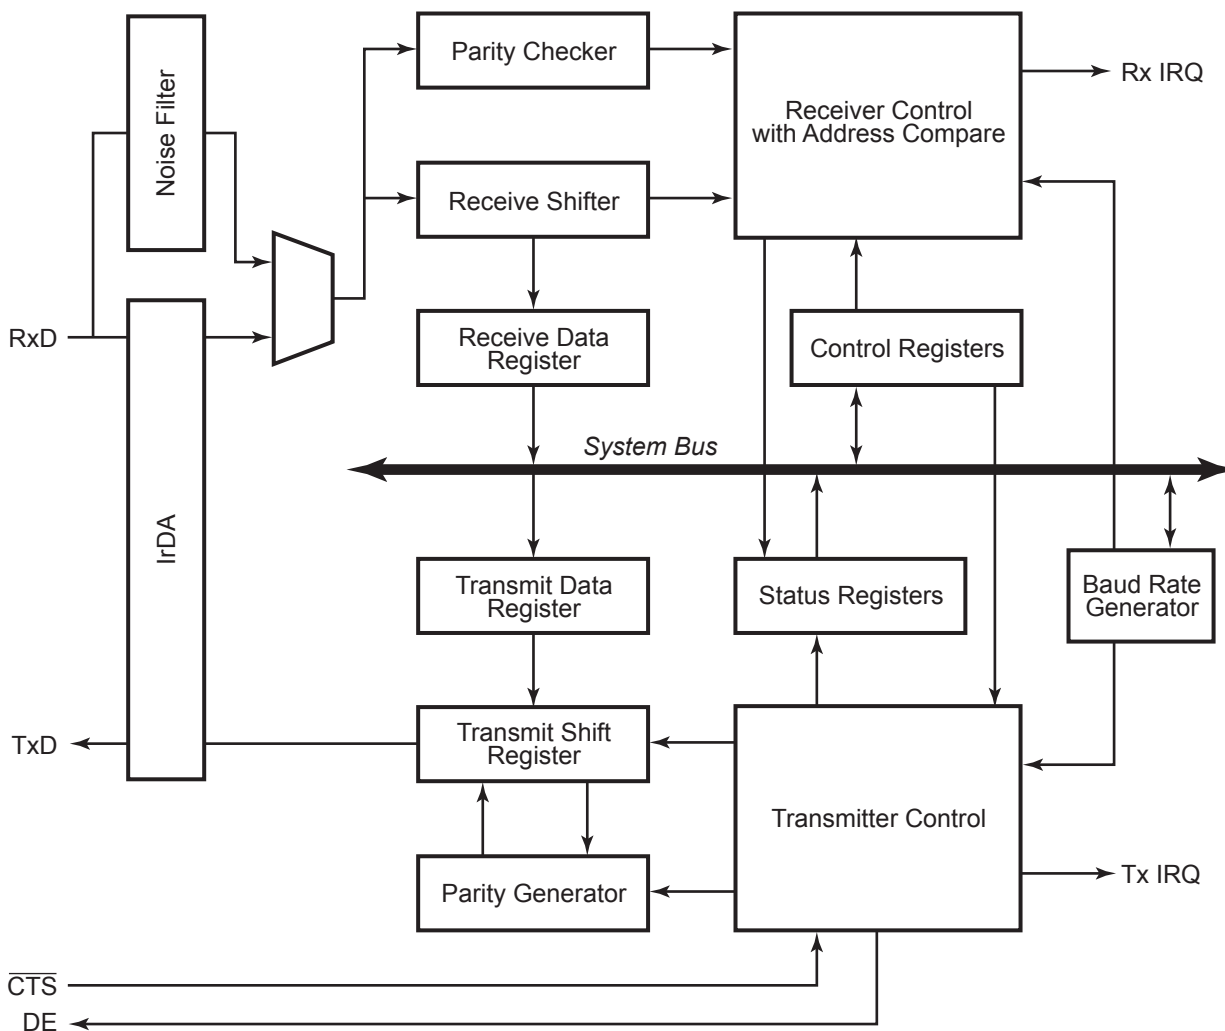 Parity Checker
Noise Filter
Receiver Control
with Address Compare
Rx IRQ
Receive Shifter
RxD
Receive Data
Register
Control Registers
System Bus
IrDA
Transmit Data
Register
Status Registers
Baud Rate
Generator
TxD
Transmit Shift
Register
Transmitter Control
Parity Generator
Tx IRQ
CTS
DE